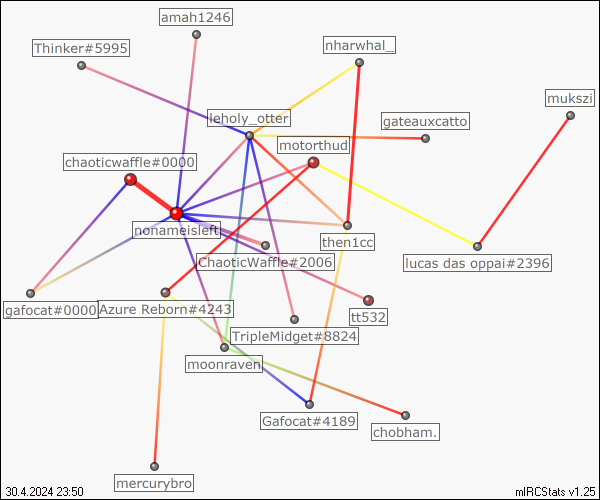 amah1246
Thinker#5995
nharwhal_
mukszi
leholy_otter
gateauxcatto
motorthud
chaoticwaffle#0000
nonameisleft
then1cc
ChaoticWaffle#2006
lucas das oppai#2396
gafocat#0000
Azure Reborn#4243
tt532
TripleMidget#8824
moonraven
Gafocat#4189
chobham.
mercurybro
30.4.2024 23:50
mIRCStats v1.25